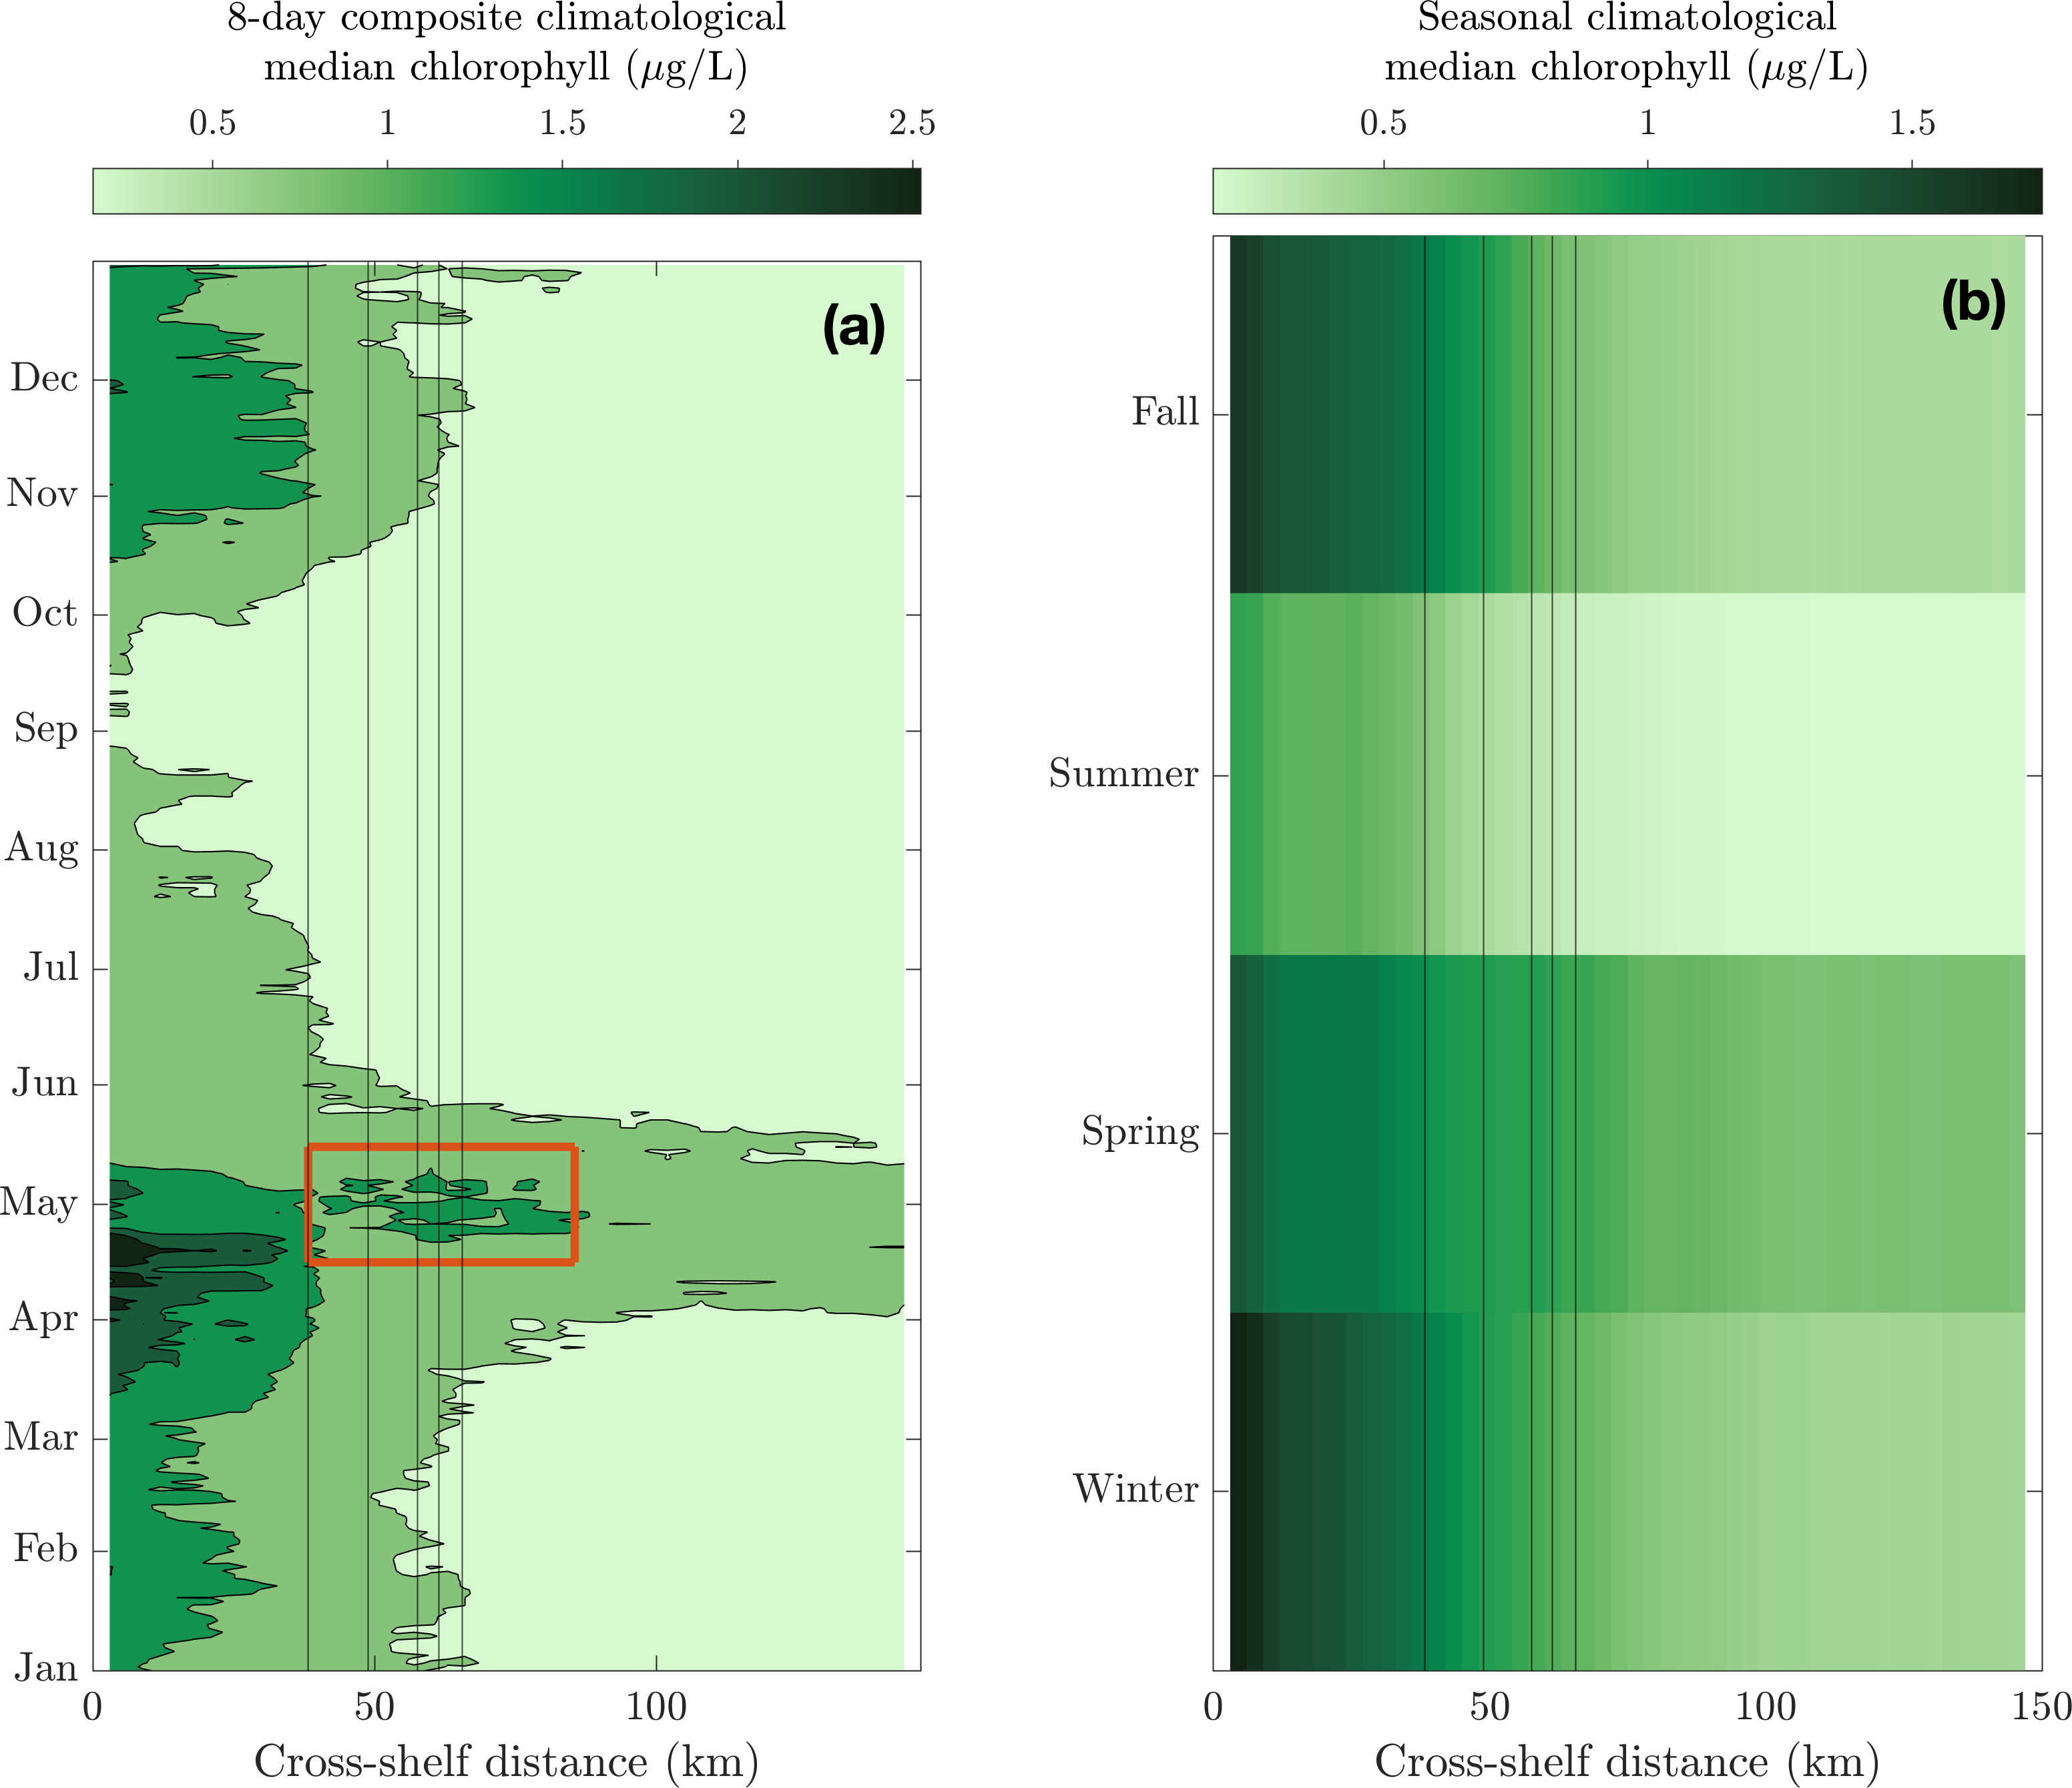 8-day composite climatological
median chlorophyll (μg/L)
0.5 1 1.5 2 2.5
(a)
Dec
Nov
Oct
Sep
Aug
Jul
Jun
May
Apr
Mar
Feb
Jan
0 50 100
Cross-shelf distance (km)
Seasonal climatological
median chlorophyll (μg/L)
0.5 1 1.5
(b)
Fall
Summer
Spring
Winter
0 50 100 150
Cross-shelf distance (km)